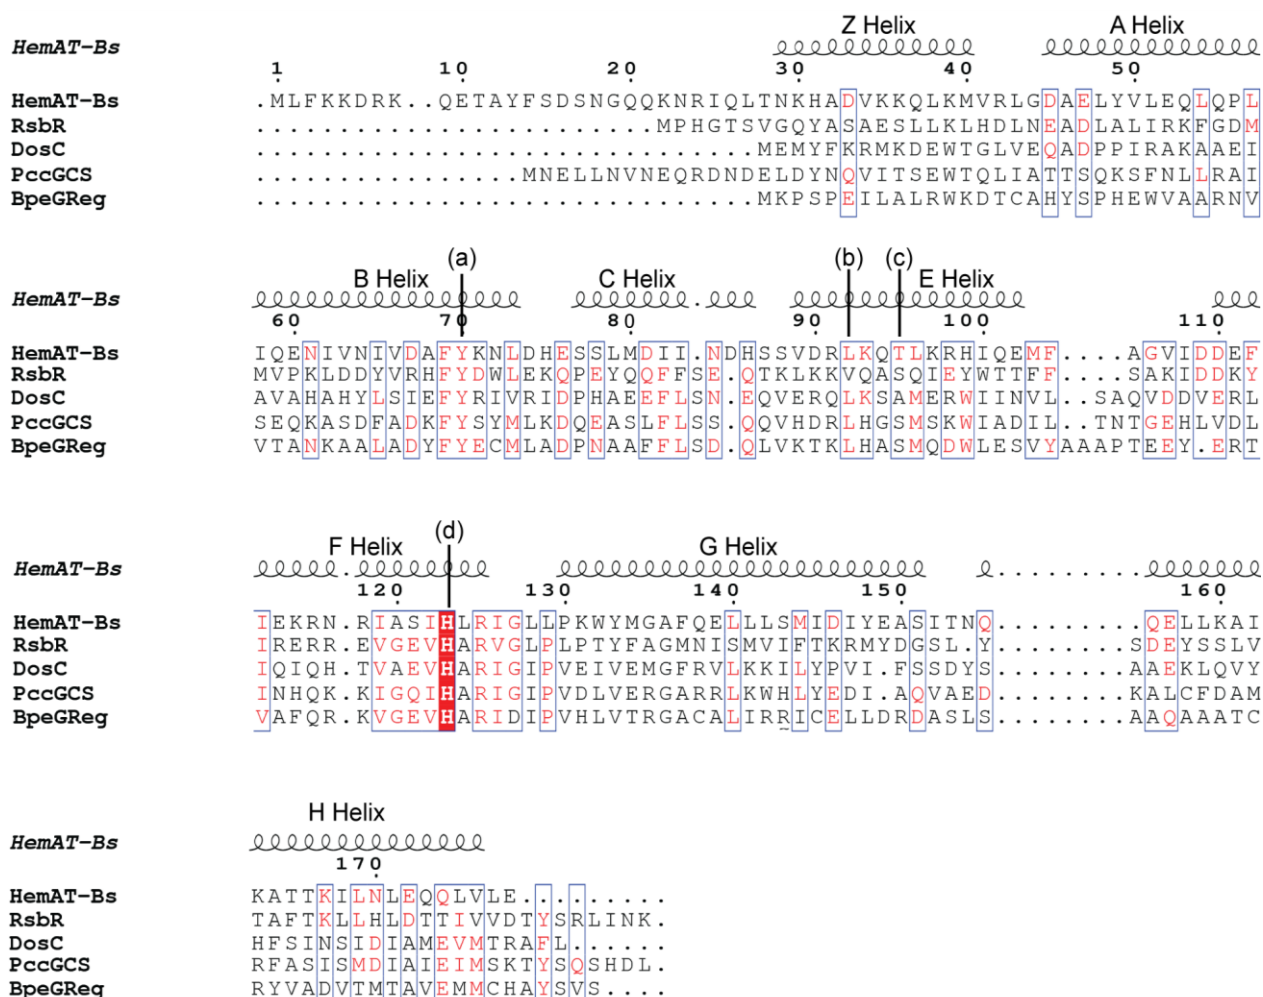 Z Helix A Helix
HemAT-Bs
1 10 20 30 40 50
HemAT-Bs .MLFKKDRK..QETAYFSDSNGQQKNRIQLTNKHADVKKQLKMVRLGDAELYVLEQLQPL
RsbR ........................MPHGTSVGQYASAESLLKLHDLNEADLALIRKFGDM
DosC ..............................MEMYFKRMKDEWTGLVEQADPPIRAKAAEI
PccGCS ................MNELLNVNEQRDNDELDYNQVITSEWTQLIATTSQKSFNLLRAI
BpeGReg ..............................MKPSPEILALRWKDTCAHYSPHEWVAARNV
(a) (b) (c)
B Helix C Helix E Helix
HemAT-Bs
60 70 80 90 100 110
HemAT-Bs IQENIVNIVDAFYKNLDHESSLMDII.NDHSSVDRLKQTLKRHIQEMF....AGVIDDEF
RsbR MVPKLDDYVRHFYDWLEKQPEYQQFFSE.QTKLKKVQASQIEYWTTFF....SAKIDDKY
DosC AVAHAHYLSIEFYRIVRIDPHAEEFLSN.EQVERQLKSAMERWIINVL..SAQVDDVERL
PccGCS SEQKASDFADKFYSYMLKDQEASLFLSS.QQVHDRLHGSMSKWIADIL..TNTGEHLVDL
BpeGReg VTANKAALADYFYECMLADPNAAFFLSD.QLVKTKLHASMQDWLESVYAAAPTEEY.ERT
(d)
F Helix G Helix
HemAT-Bs
120 130 140 150 160
HemAT-Bs IEKRN.RIASIHLRIGLLPKWYMGAFQELLLSMIDIYEASITNQ.........QELLKAI
RsbR IRERR.EVGEVHARVGLPLPTYFAGMNISMVIFTKRMYDGSL.Y.........SDEYSSLV
DosC IQIQH.TVAEVHARIGIPVEIVEMGFRVLKKILYPVI.FSSDYS.........AAEKLQVY
PccGCS INHQK.KIGQIHARIGIPVDLVERGARRLKWHLYEDI.AQVAED.........KALCFDAM
BpeGReg VAFQR.KVGEVHARIDIPVHLVTRGACALIRRICELLDRDASLS.........AAQAAATC
H Helix
HemAT-Bs
170
HemAT-Bs KATTKILNLEQQLVLE.........
RsbR TAFTKLLHLDTTIVVDTYSRLINK.
DosC HFSINSIDIAMEVMTRAFL......
PccGCS RFASISMDIAIEIMSKTYSQSHDL.
BpeGReg RYVADVTMTAVEMMCHAYSVS....